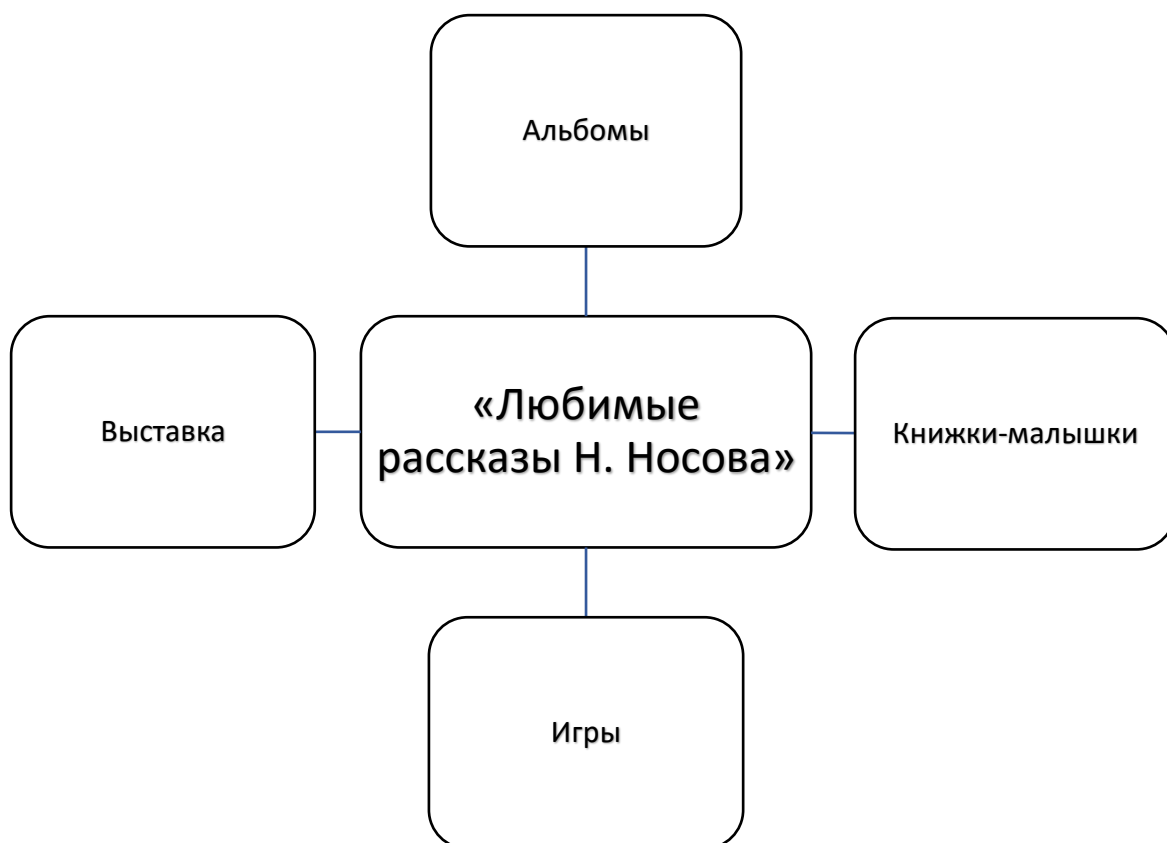 Альбомы
Выставка
«Любимые
рассказы Н. Носова»
Книжки-малышки
Игры